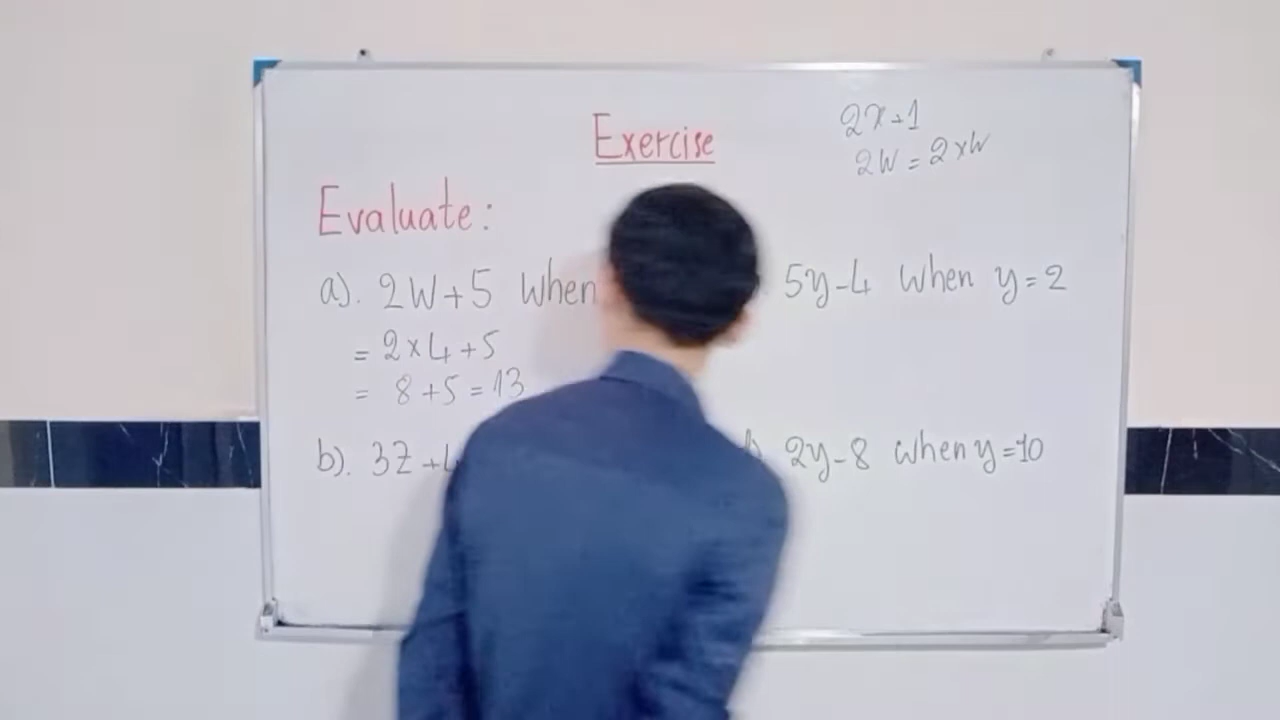 Exercise
2x+1
2W = 2×W
Evaluate:
a). 2W+5 when
= 2×4+5
= 8+5=13
b). 3Z+4
5y-4 when y=2
2y-8 when y=10